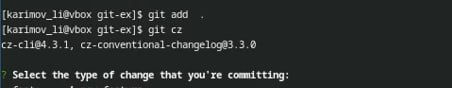 [karimov_li@vbox git-ex]$ git add  .
[karimov_li@vbox git-ex]$ git cz
cz-cli@4.3.1, cz-conventional-changelog@3.3.0
? Select the type of change that you're committing: